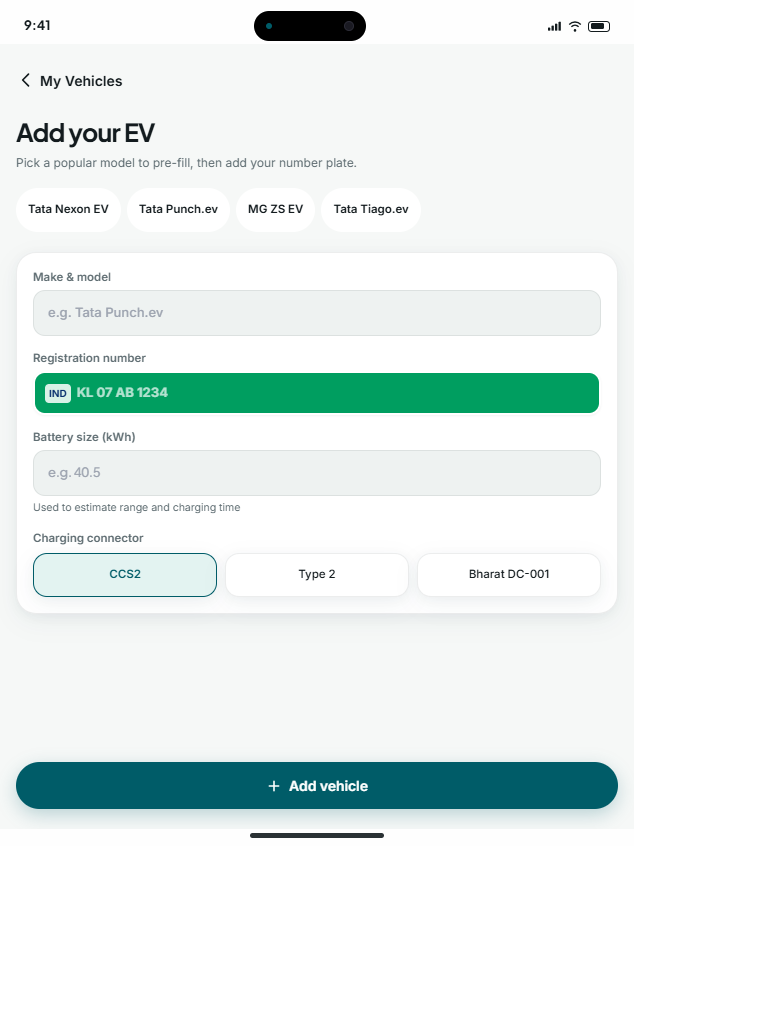 9:41
My Vehicles
Add your EV
Pick a popular model to pre-fill, then add your number plate.
Tata Nexon EV Tata Punch.ev MG ZS EV Tata Tiago.ev
Make & model
e.g. Tata Punch.ev
Registration number
IND KL 07 AB 1234
Battery size (kWh)
e.g. 40.5
Used to estimate range and charging time
Charging connector
CCS2 Type 2 Bharat DC-001
+ Add vehicle